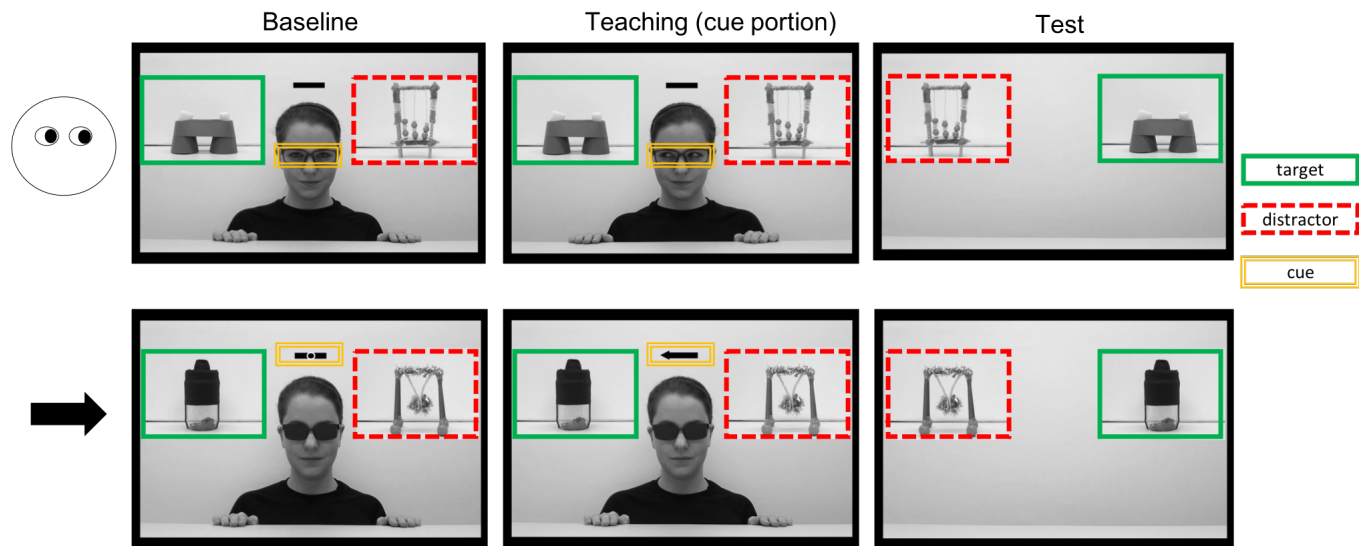 Baseline
Teaching (cue portion)
Test
target
distractor
cue